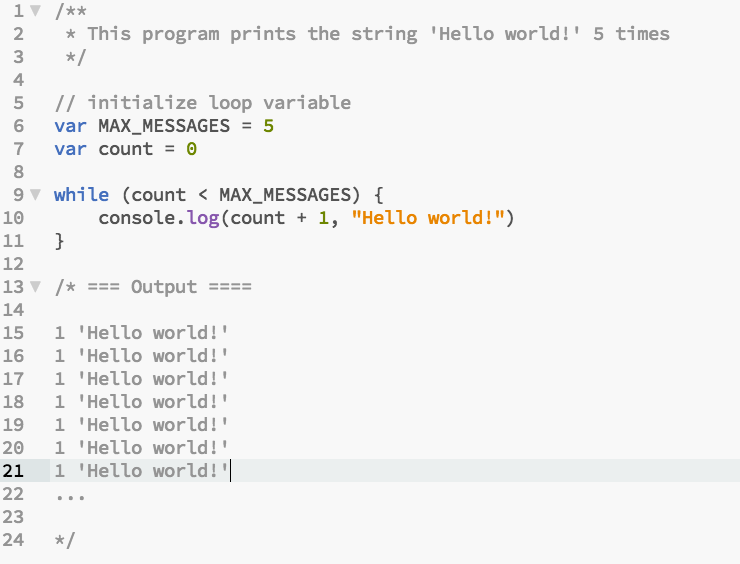 1 /**
2  * This program prints the string 'Hello world!' 5 times
3  */
4
5 // initialize loop variable
6 var MAX_MESSAGES = 5
7 var count = 0
8
9 while (count < MAX_MESSAGES) {
10     console.log(count + 1, "Hello world!")
11 }
12
13 /* === Output ====
14
15 1 'Hello world!'
16 1 'Hello world!'
17 1 'Hello world!'
18 1 'Hello world!'
19 1 'Hello world!'
20 1 'Hello world!'
21 1 'Hello world!'
22 ...
23
24 */